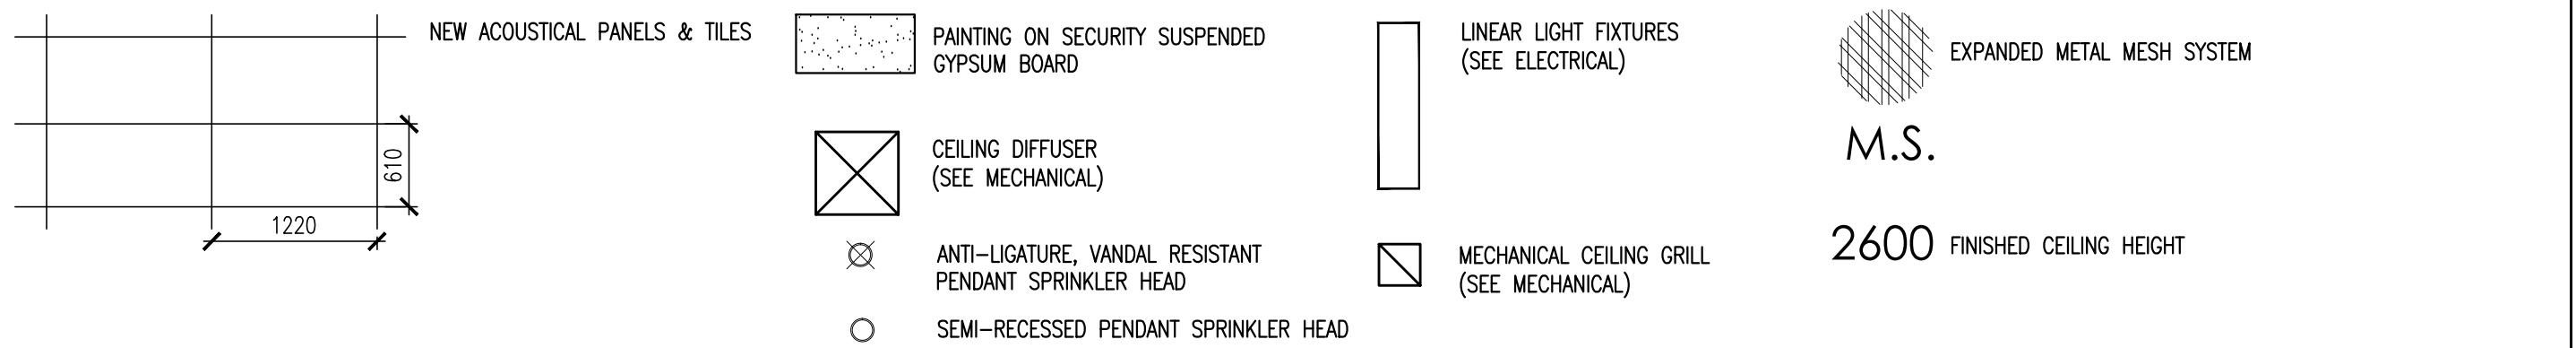 NEW ACOUSTICAL PANELS & TILES
610
1220
PAINTING ON SECURITY SUSPENDED
GYPSUM BOARD
CEILING DIFFUSER
(SEE MECHANICAL)
ANTI-LIGATURE, VANDAL RESISTANT
PENDANT SPRINKLER HEAD
SEMI-RECESSED PENDANT SPRINKLER HEAD
LINEAR LIGHT FIXTURES
(SEE ELECTRICAL)
MECHANICAL CEILING GRILL
(SEE MECHANICAL)
EXPANDED METAL MESH SYSTEM
M.S.
2600 FINISHED CEILING HEIGHT